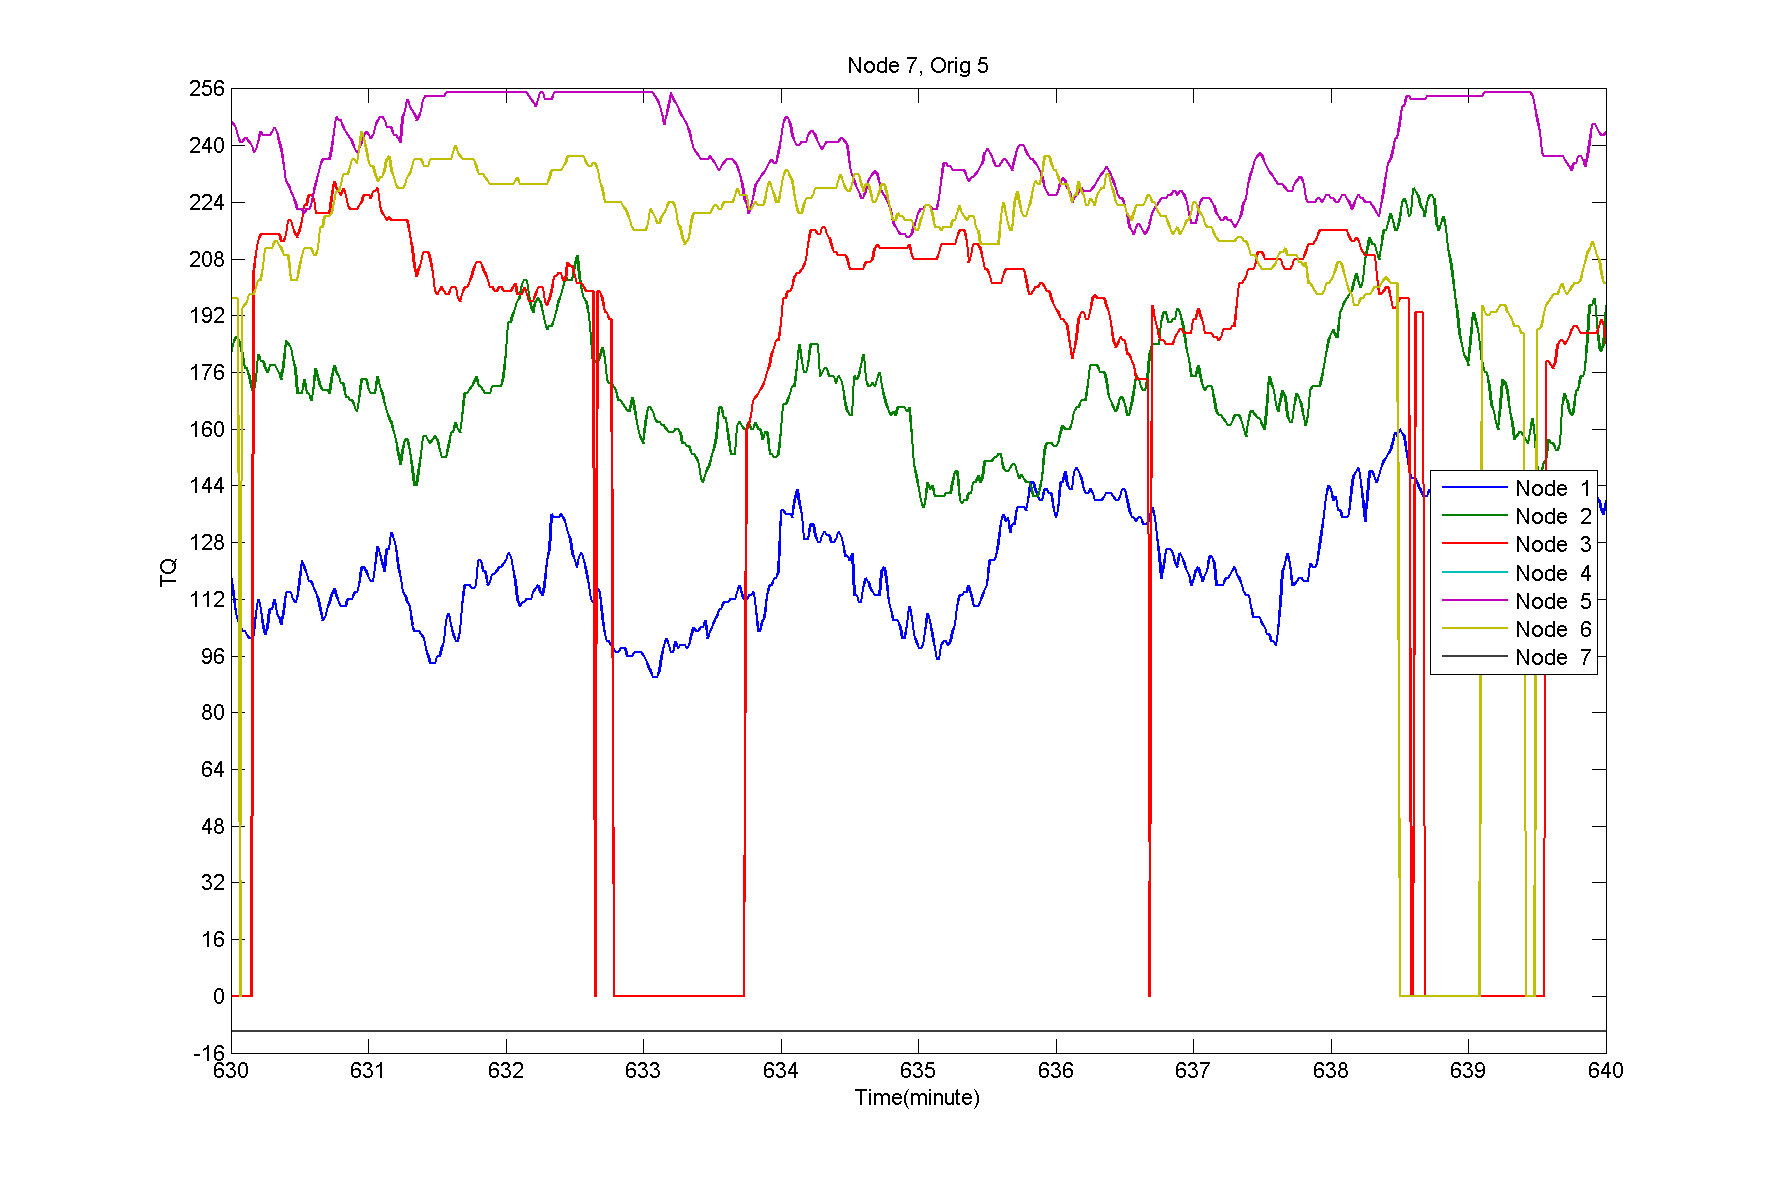 Node 7, Orig 5
256
240
224
208
192
176
160
144
128
112
96
80
64
48
32
16
0
-16
TQ
Node 1
Node 2
Node 3
Node 4
Node 5
Node 6
Node 7
630 631 632 633 634 635 636 637 638 639 640
Time(minute)